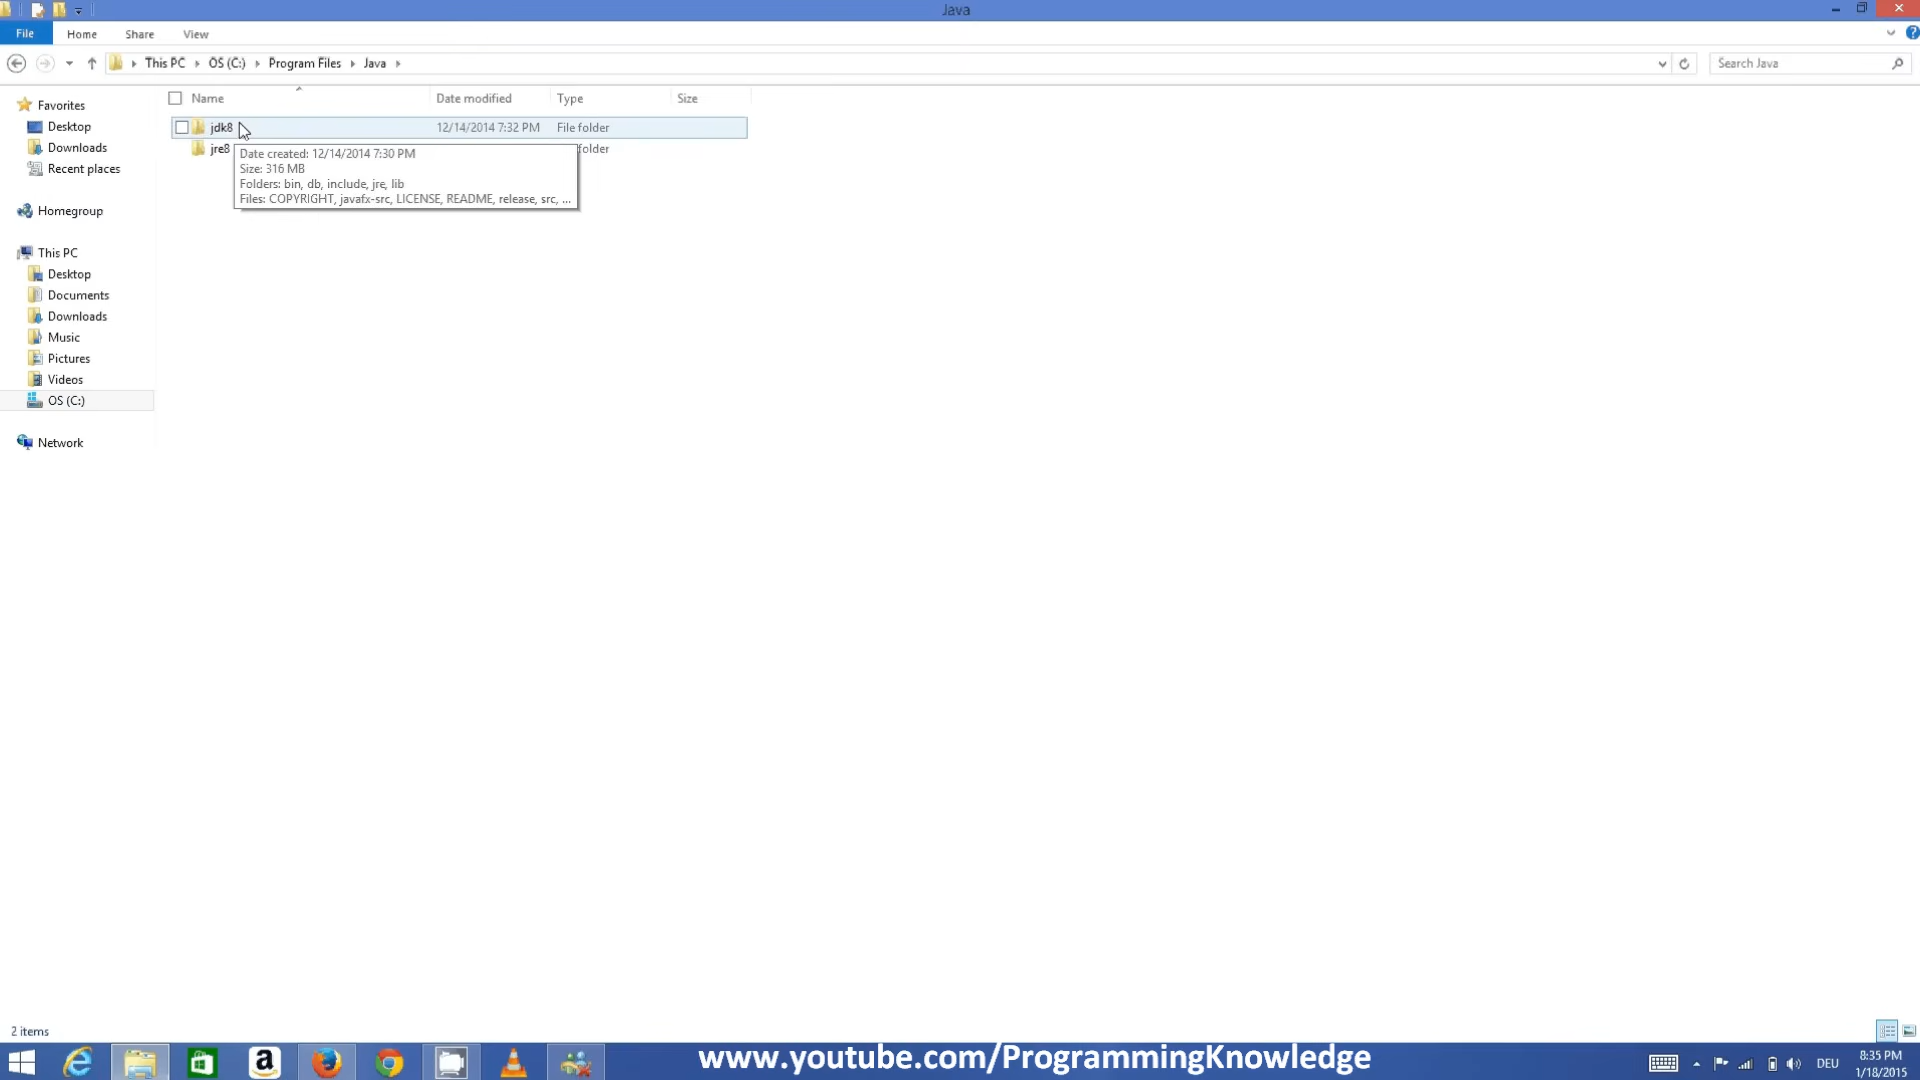 Java
File Home Share View
This PC OS (C:) Program Files Java
Search Java
Name Date modified Type Size
jdk8 12/14/2014 7:32 PM File folder
jre8 folder
Date created: 12/14/2014 7:30 PM
Size: 316 MB
Folders: bin, db, include, jre, lib
Files: COPYRIGHT, javafx-src, LICENSE, README, release, src, ...
Favorites
Desktop
Downloads
Recent places
Homegroup
This PC
Desktop
Documents
Downloads
Music
Pictures
Videos
OS (C:)
Network
2 items
www.youtube.com/ProgrammingKnowledge
DEU
8:35 PM
1/18/2015